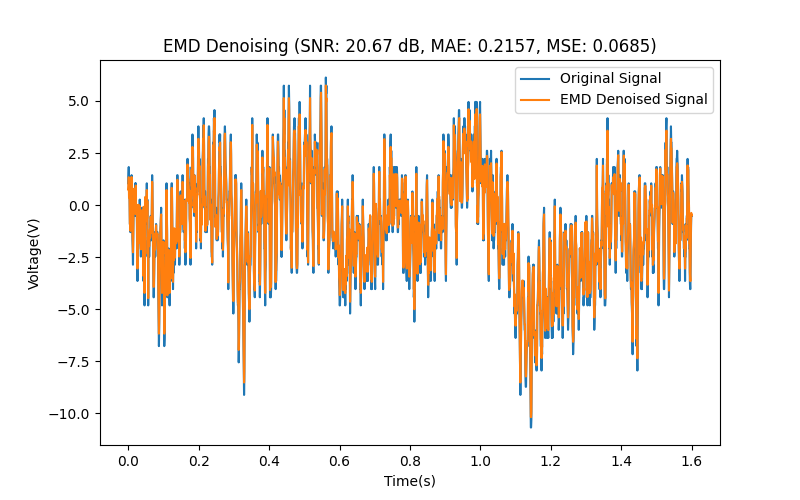 EMD Denoising (SNR: 20.67 dB, MAE: 0.2157, MSE: 0.0685)
Original Signal
EMD Denoised Signal
Voltage(V)
5.0
2.5
0.0
−2.5
−5.0
−7.5
−10.0
0.0 0.2 0.4 0.6 0.8 1.0 1.2 1.4 1.6
Time(s)